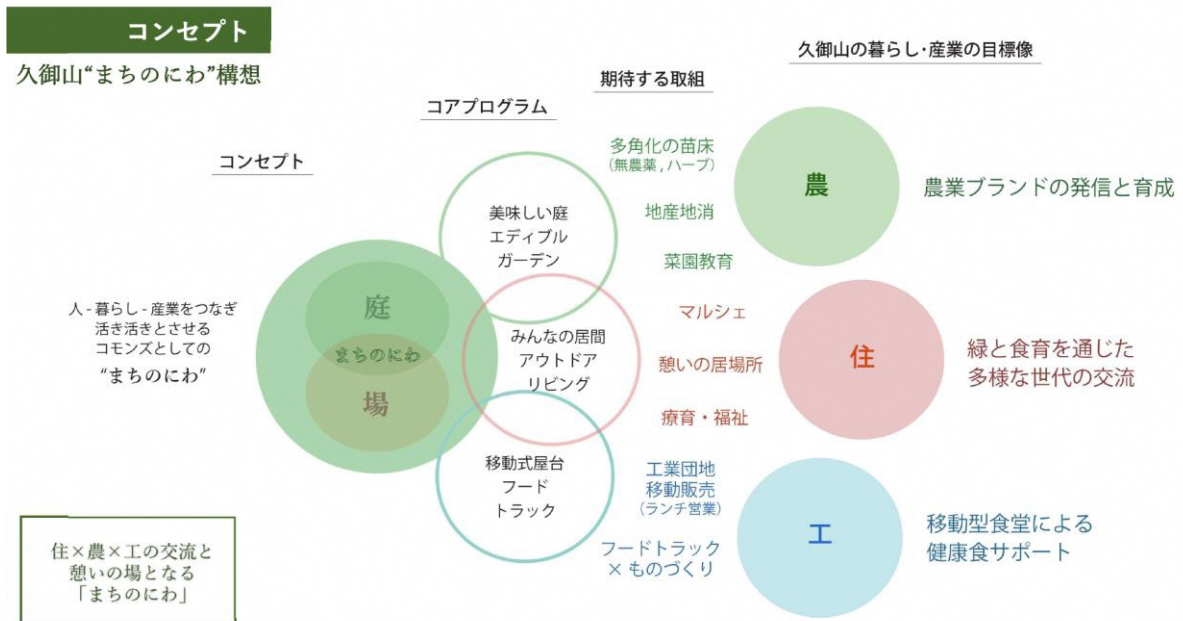 コンセプト
久御山“まちのにわ”構想
コンセプト
人 - 暮らし - 産業をつなぎ
活き活きとさせる
コモンズとしての
“まちのにわ”
庭
まちのにわ
場
住×農×工の交流と
憩いの場となる
「まちのにわ」
コアプログラム
美味しい庭
エディブル
ガーデン
みんなの居間
アウトドア
リビング
移動式屋台
フード
トラック
期待する取組
多角化の苗床
（無農薬 , ハーブ）
地産地消
菜園教育
マルシェ
憩いの居場所
療育・福祉
工業団地
移動販売
（ランチ営業）
フードトラック
× ものづくり
久御山の暮らし・産業の目標像
農
農業ブランドの発信と育成
住
緑と食育を通じた
多様な世代の交流
工
移動型食堂による
健康食サポート